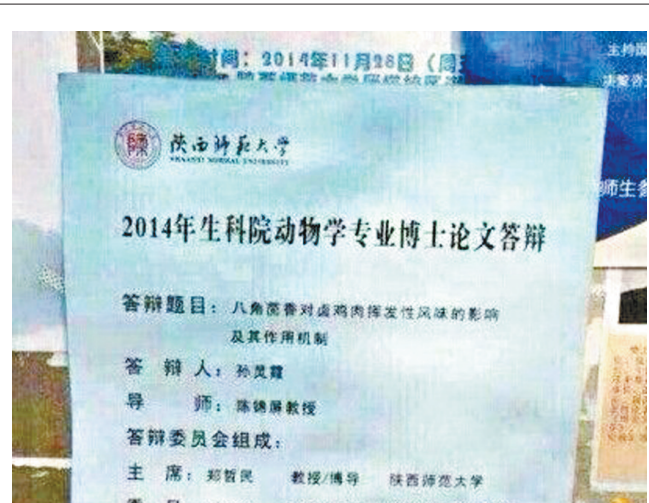 时间：2014年11月28日（周
主持
师生参
陕西师范大学
SHAANXI NORMAL UNIVERSITY
2014年生科院动物学专业博士论文答辩
答辩题目：八角茴香对卤鸡肉挥发性风味的影响
及其作用机制
答 辩 人：孙灵霞
导 师：陈锦屏教授
答辩委员会组成：
主 席：郑哲民 教授/博导 陕西师范大学